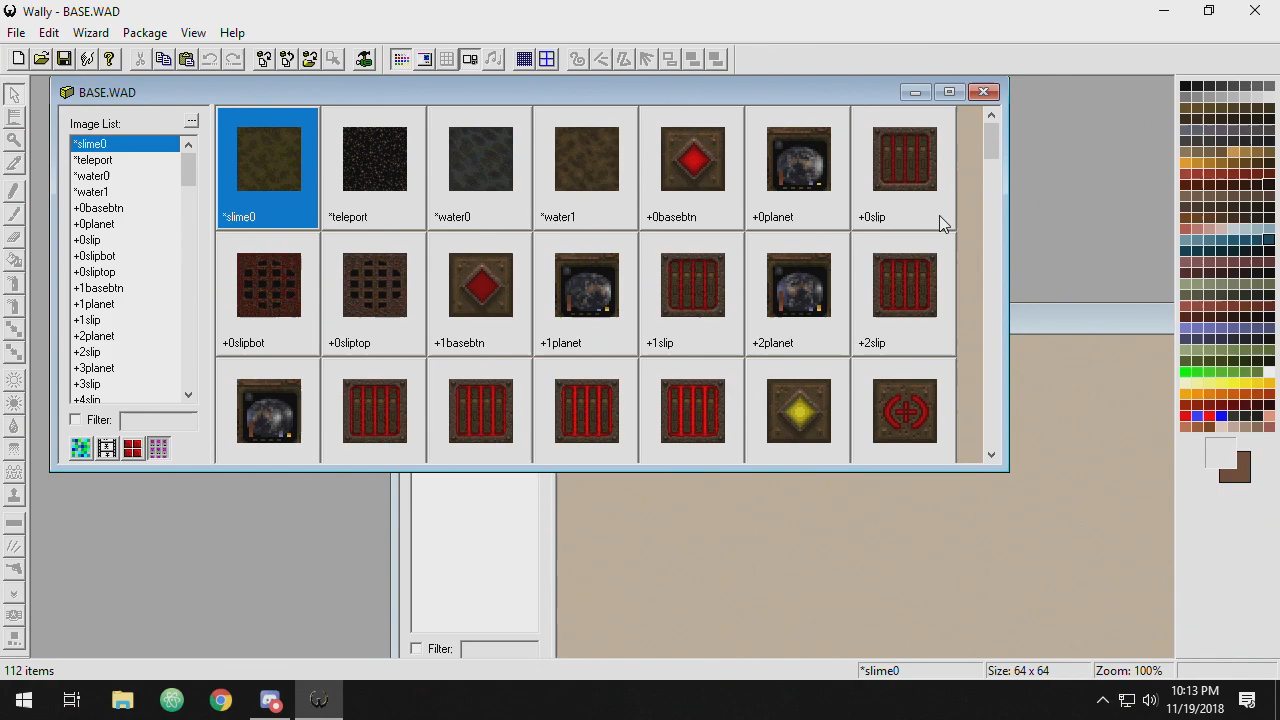 Wally - BASE.WAD
File Edit Wizard Package View Help
BASE.WAD
Image List:
...
*slime0
*teleport
*water0
*water1
+0basebtn
+0planet
+0slip
+0slipbot
+0sliptop
+1basebtn
+1planet
+1slip
+2planet
+2slip
+3planet
+3slip
+4slip
Filter:
*slime0 *teleport *water0 *water1 +0basebtn +0planet +0slip
+0slipbot +0sliptop +1basebtn +1planet +1slip +2planet +2slip
Filter:
112 items *slime0 Size: 64 x 64 Zoom: 100%
10:13 PM
11/19/2018